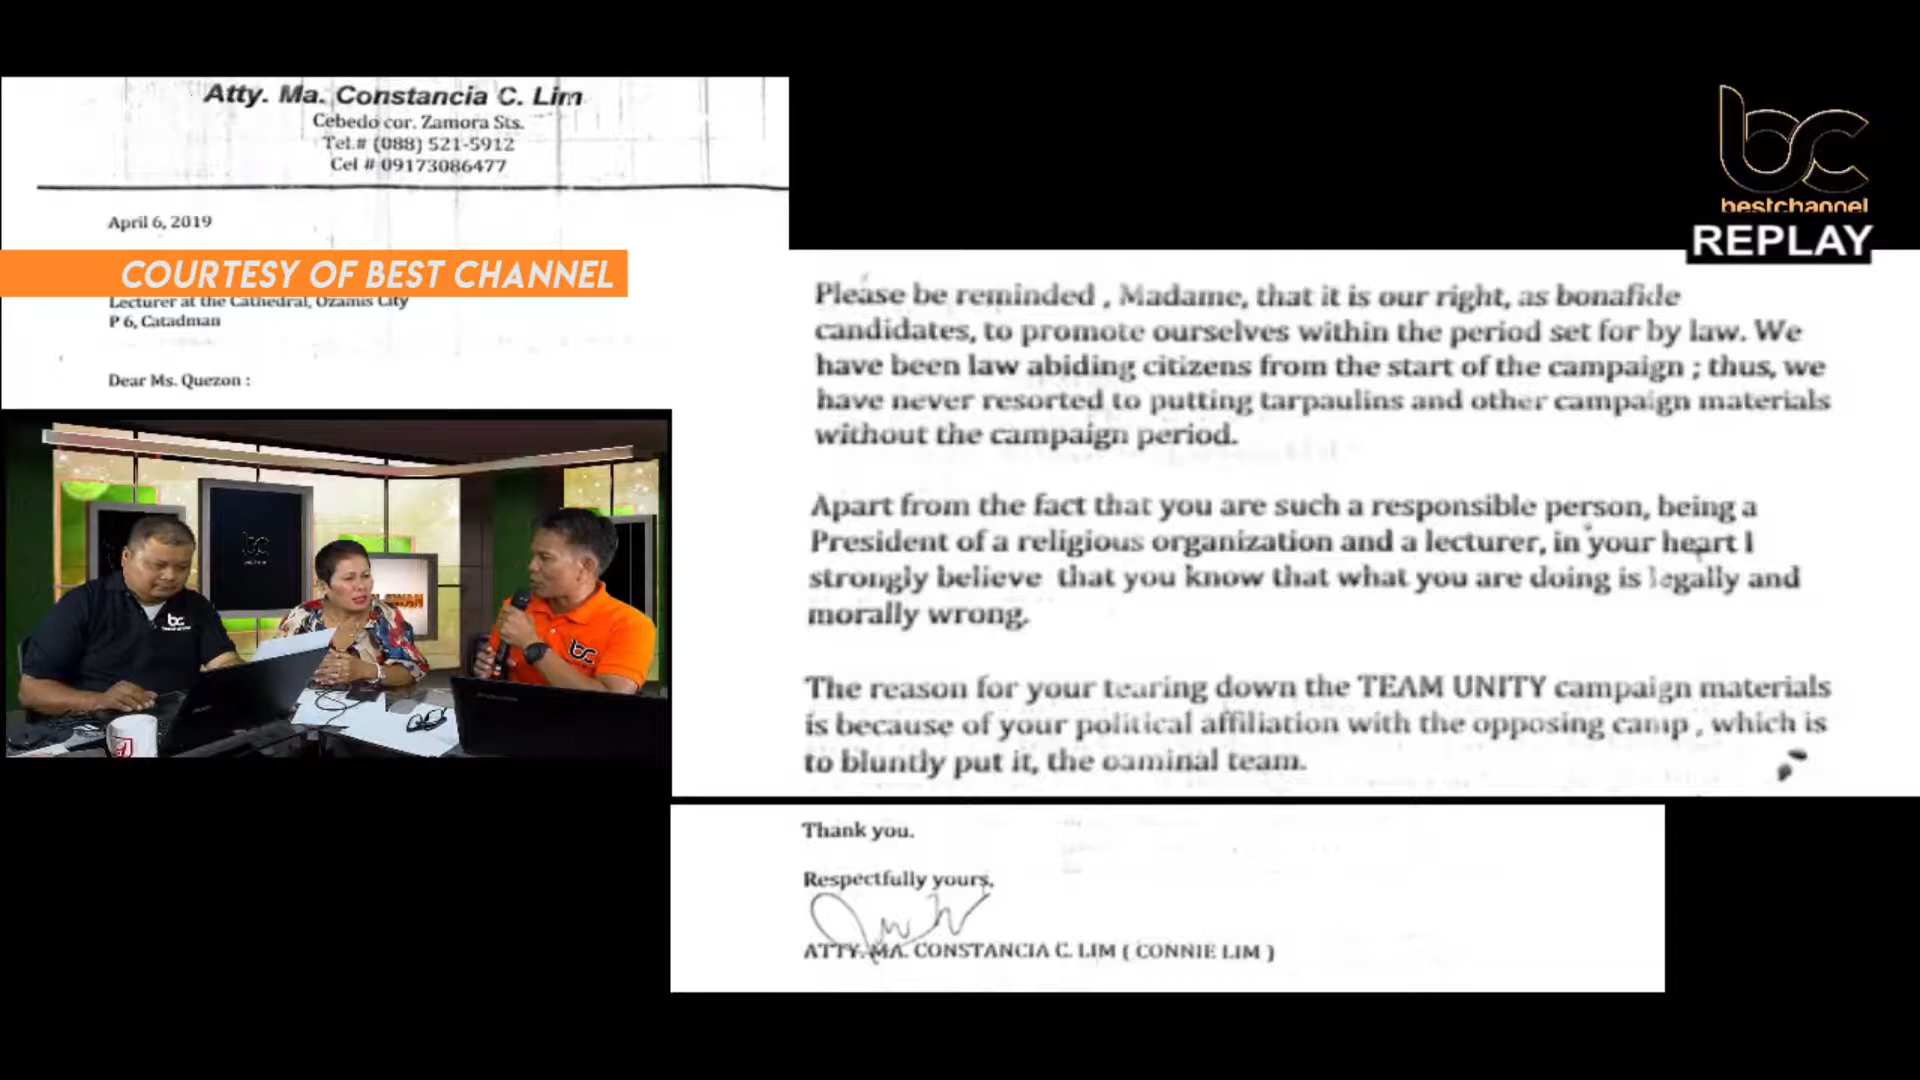 Atty. Ma. Constancia C. Lim
Cebedo cor. Zamora Sts.
Tel.# (088) 521-5912
Cel # 09173086477
April 6, 2019
COURTESY OF BEST CHANNEL
Lecturer at the Cathedral, Ozamis City
P 6, Catadman
Dear Ms. Quezon :
bc
bestchannel
REPLAY
Please be reminded , Madame, that it is our right, as bonafide
candidates, to promote ourselves within the period set for by law. We
have been law abiding citizens from the start of the campaign ; thus, we
have never resorted to putting tarpaulins and other campaign materials
without the campaign period.
Apart from the fact that you are such a responsible person, being a
President of a religious organization and a lecturer, in your heart I
strongly believe that you know that what you are doing is legally and
morally wrong.
The reason for your tearing down the TEAM UNITY campaign materials
is because of your political affiliation with the opposing camp , which is
to bluntly put it, the team.
bc
bc
bc
Thank you.
Respectfully yours,
ATTY. MA. CONSTANCIA C. LIM ( CONNIE LIM )